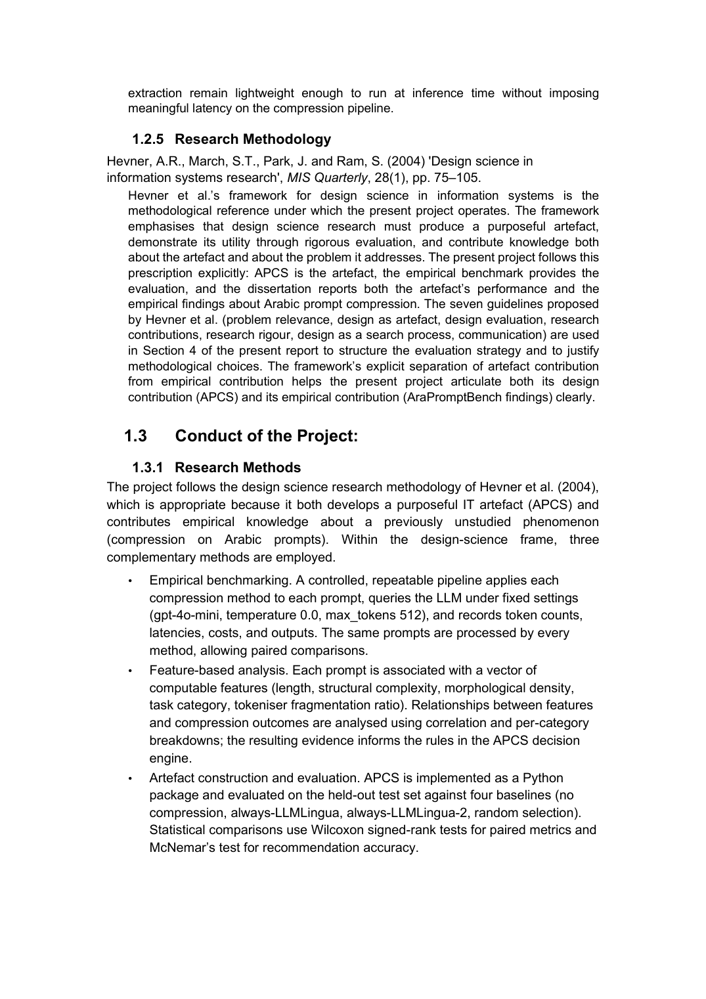 extraction remain lightweight enough to run at inference time without imposing
meaningful latency on the compression pipeline.
1.2.5 Research Methodology
Hevner, A.R., March, S.T., Park, J. and Ram, S. (2004) 'Design science in
information systems research', MIS Quarterly, 28(1), pp. 75–105.
Hevner et al.’s framework for design science in information systems is the
methodological reference under which the present project operates. The framework
emphasises that design science research must produce a purposeful artefact,
demonstrate its utility through rigorous evaluation, and contribute knowledge both
about the artefact and about the problem it addresses. The present project follows this
prescription explicitly: APCS is the artefact, the empirical benchmark provides the
evaluation, and the dissertation reports both the artefact’s performance and the
empirical findings about Arabic prompt compression. The seven guidelines proposed
by Hevner et al. (problem relevance, design as artefact, design evaluation, research
contributions, research rigour, design as a search process, communication) are used
in Section 4 of the present report to structure the evaluation strategy and to justify
methodological choices. The framework’s explicit separation of artefact contribution
from empirical contribution helps the present project articulate both its design
contribution (APCS) and its empirical contribution (AraPromptBench findings) clearly.
1.3 Conduct of the Project:
1.3.1 Research Methods
The project follows the design science research methodology of Hevner et al. (2004),
which is appropriate because it both develops a purposeful IT artefact (APCS) and
contributes empirical knowledge about a previously unstudied phenomenon
(compression on Arabic prompts). Within the design-science frame, three
complementary methods are employed.
• Empirical benchmarking. A controlled, repeatable pipeline applies each
compression method to each prompt, queries the LLM under fixed settings
(gpt-4o-mini, temperature 0.0, max_tokens 512), and records token counts,
latencies, costs, and outputs. The same prompts are processed by every
method, allowing paired comparisons.
• Feature-based analysis. Each prompt is associated with a vector of
computable features (length, structural complexity, morphological density,
task category, tokeniser fragmentation ratio). Relationships between features
and compression outcomes are analysed using correlation and per-category
breakdowns; the resulting evidence informs the rules in the APCS decision
engine.
• Artefact construction and evaluation. APCS is implemented as a Python
package and evaluated on the held-out test set against four baselines (no
compression, always-LLMLingua, always-LLMLingua-2, random selection).
Statistical comparisons use Wilcoxon signed-rank tests for paired metrics and
McNemar’s test for recommendation accuracy.